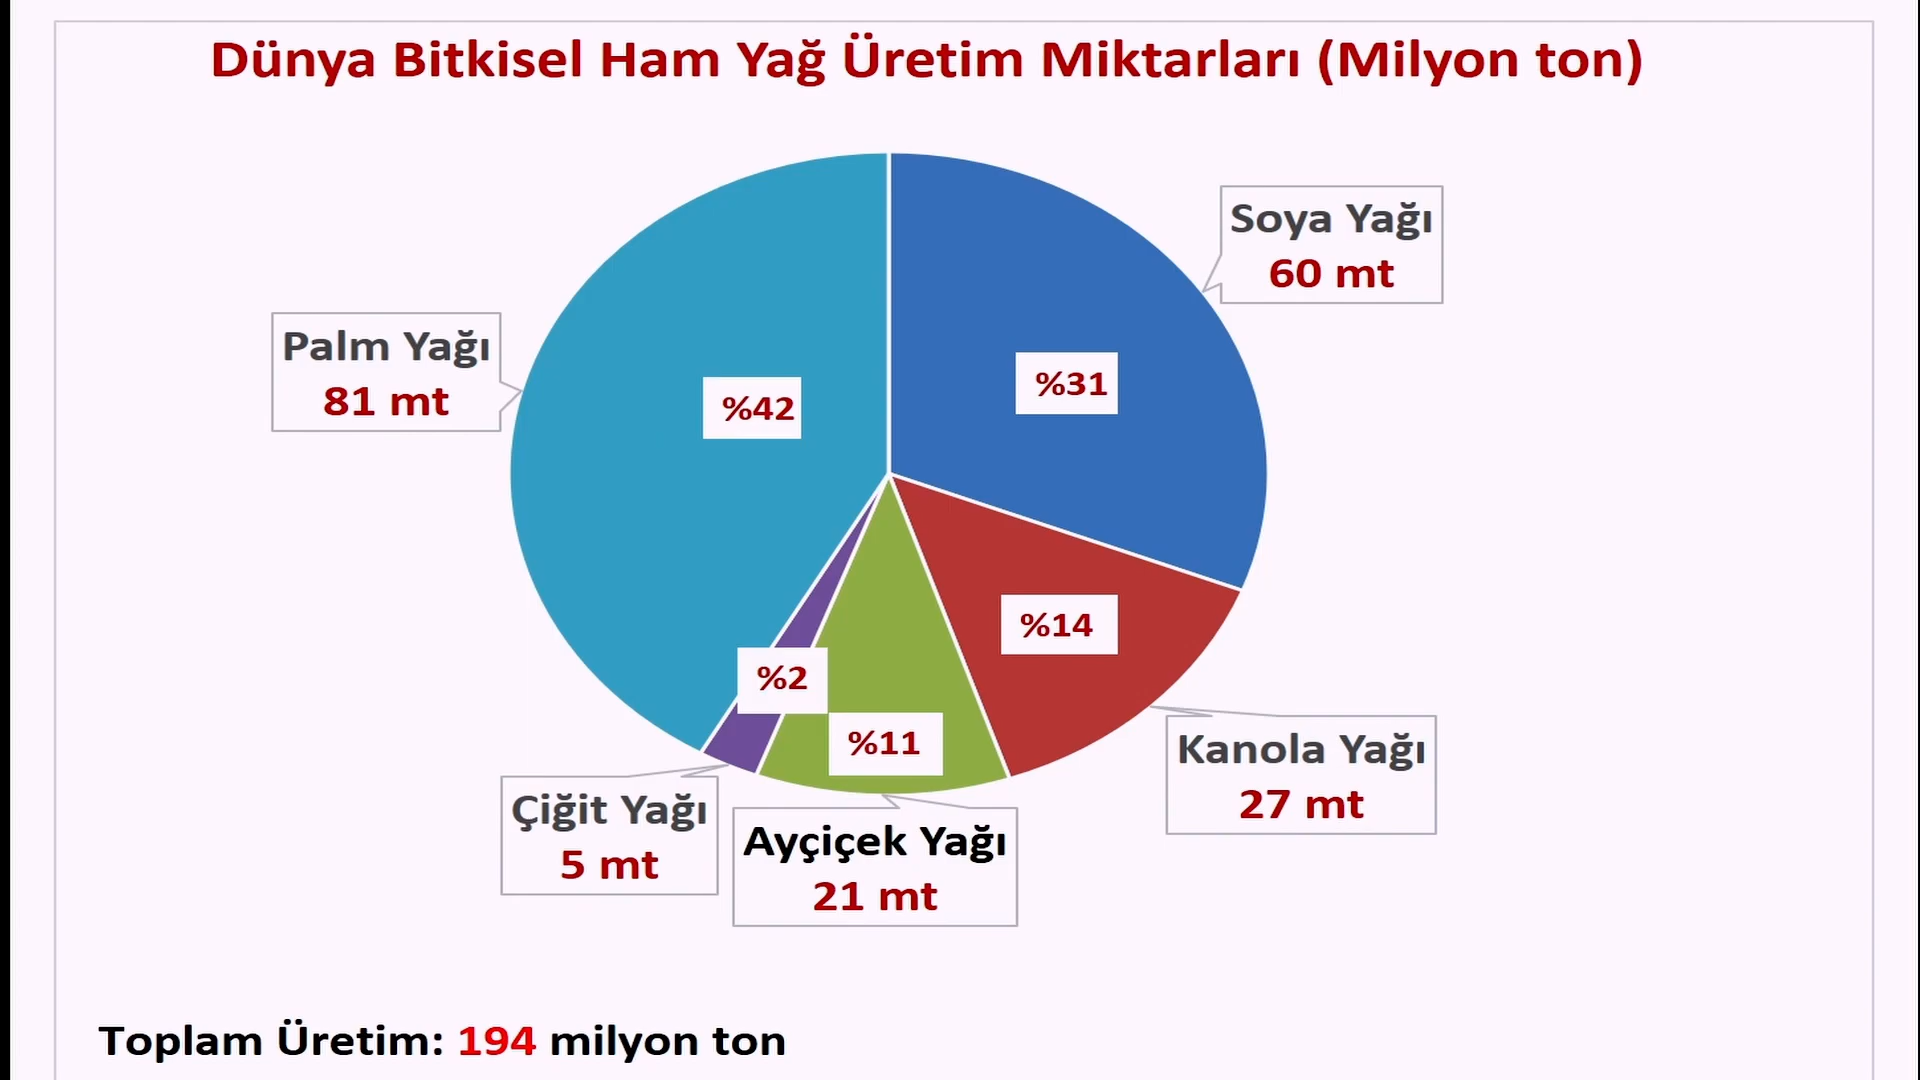 Dünya Bitkisel Ham Yağ Üretim Miktarları (Milyon ton)
Soya Yağı
60 mt
%31
Palm Yağı
81 mt
%42
%14
%2
%11
Kanola Yağı
27 mt
Çiğit Yağı
5 mt
Ayçiçek Yağı
21 mt
Toplam Üretim: 194 milyon ton